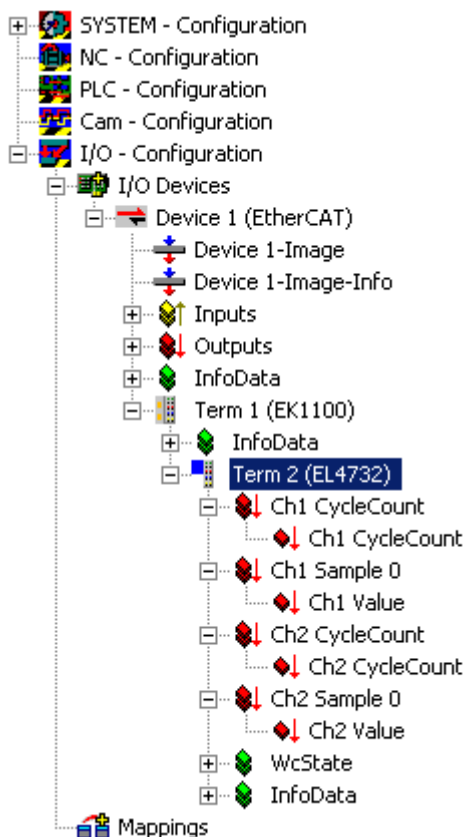 SYSTEM - Configuration
NC - Configuration
PLC - Configuration
Cam - Configuration
I/O - Configuration
I/O Devices
Device 1 (EtherCAT)
Device 1-Image
Device 1-Image-Info
Inputs
Outputs
InfoData
Term 1 (EK1100)
InfoData
Term 2 (EL4732)
Ch1 CycleCount
Ch1 CycleCount
Ch1 Sample 0
Ch1 Value
Ch2 CycleCount
Ch2 CycleCount
Ch2 Sample 0
Ch2 Value
WcState
InfoData
Mappings